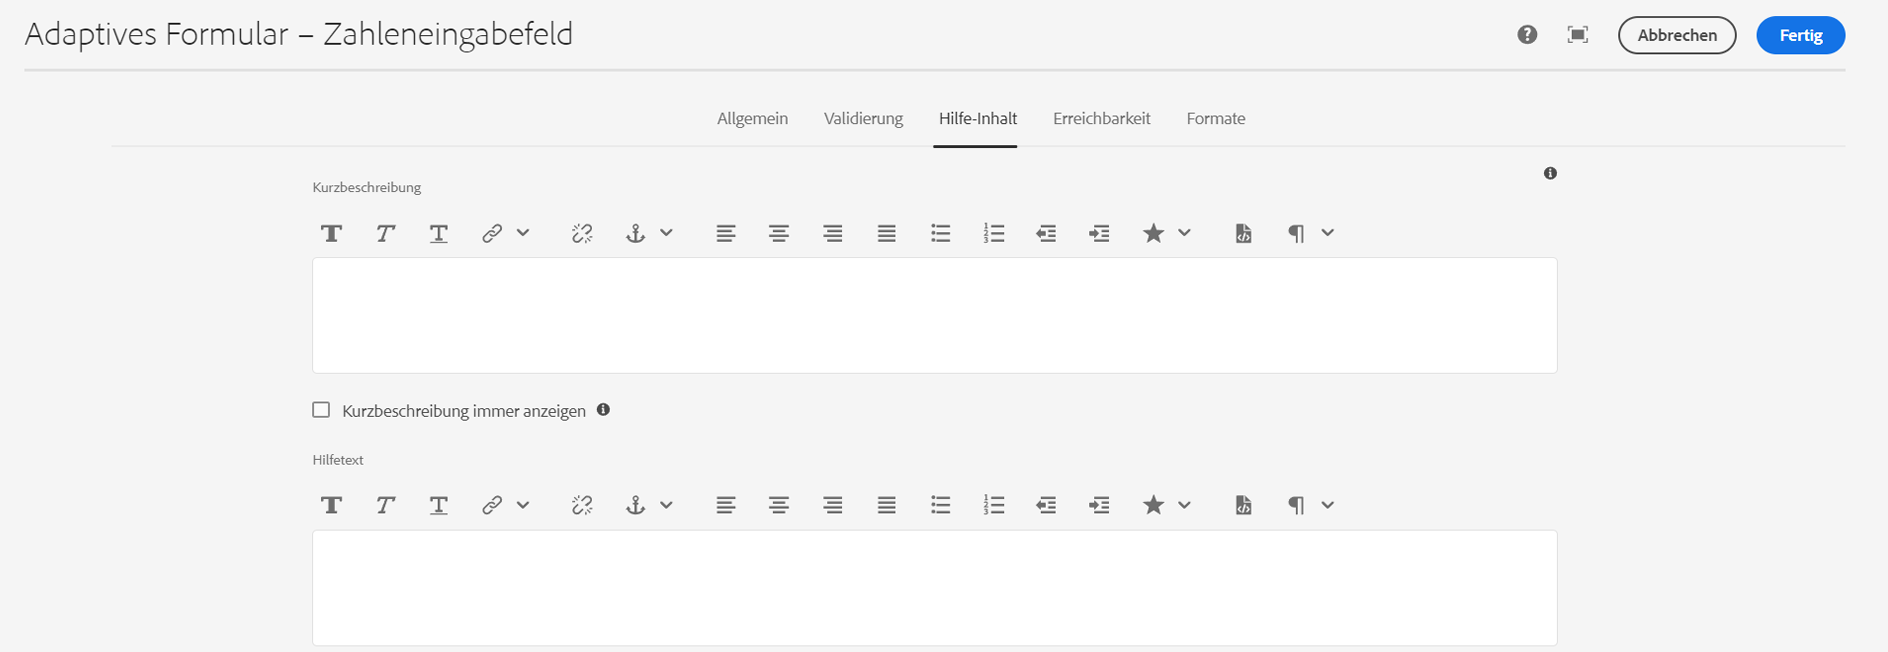 Adaptives Formular – Zahleneingabefeld
Abbrechen
Fertig
Allgemein
Validierung
Hilfe-Inhalt
Erreichbarkeit
Formate
Kurzbeschreibung
Kurzbeschreibung immer anzeigen
Hilfetext